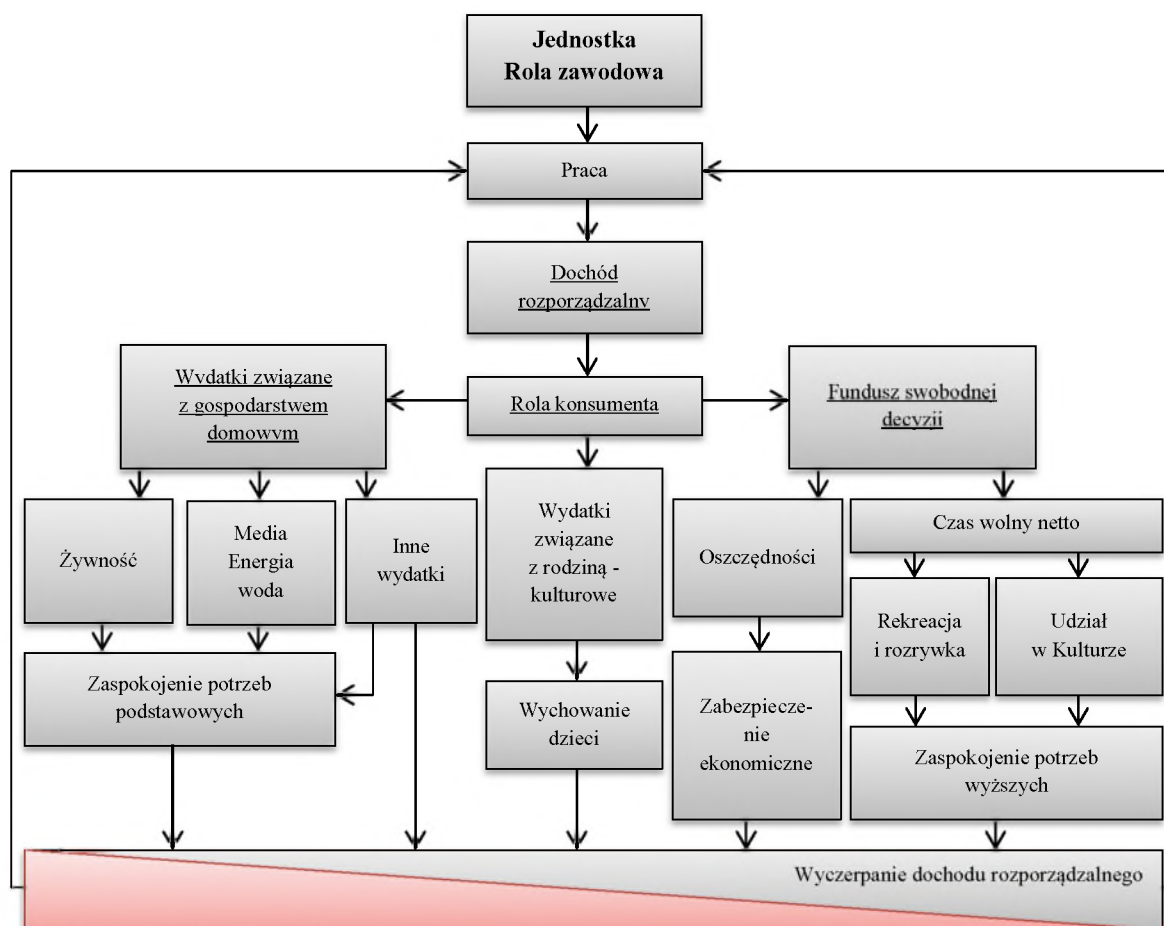 Jednostka
Rola zawodowa
Praca
Dochód
rozporządzalny
Wydatki związane
z gospodarstwem
domowym
Rola konsumenta
Fundusz swobodnej
decyzji
Żywność
Media
Energia
woda
Inne
wydatki
Wydatki
związane
z rodziną -
kulturowe
Oszczędności
Czas wolny netto
Rekreacja
i rozrywka
Udział
w Kulturze
Zaspokojenie potrzeb
podstawowych
Wychowanie
dzieci
Zabezpiecze-
nie
ekonomiczne
Zaspokojenie potrzeb
wyższych
Wyczerpanie dochodu rozporządzalnego